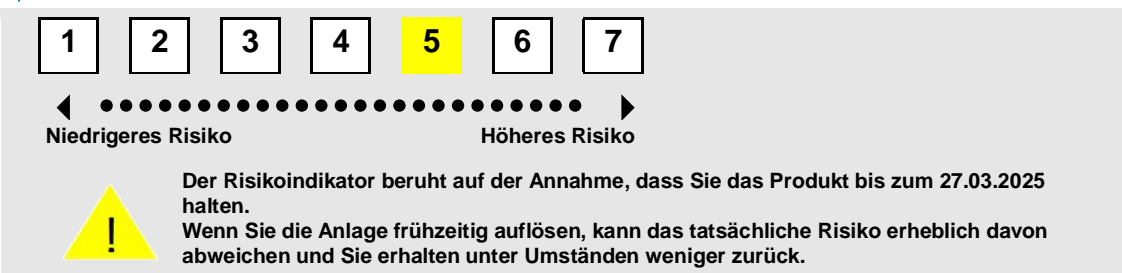 1 2 3 4 5 6 7
Niedrigeres Risiko Höheres Risiko
Der Risikoindikator beruht auf der Annahme, dass Sie das Produkt bis zum 27.03.2025
halten.
Wenn Sie die Anlage frühzeitig auflösen, kann das tatsächliche Risiko erheblich davon
abweichen und Sie erhalten unter Umständen weniger zurück.
!